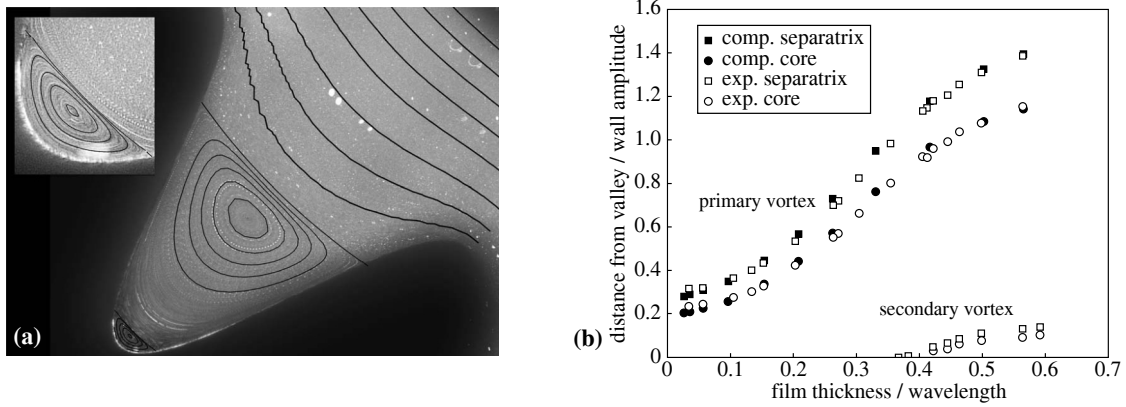 (a)
(b)
distance from valley / wall amplitude
1.6
1.4
1.2
1.0
0.8
0.6
0.4
0.2
0
comp. separatrix
comp. core
exp. separatrix
exp. core
primary vortex
secondary vortex
0 0.1 0.2 0.3 0.4 0.5 0.6 0.7
film thickness / wavelength